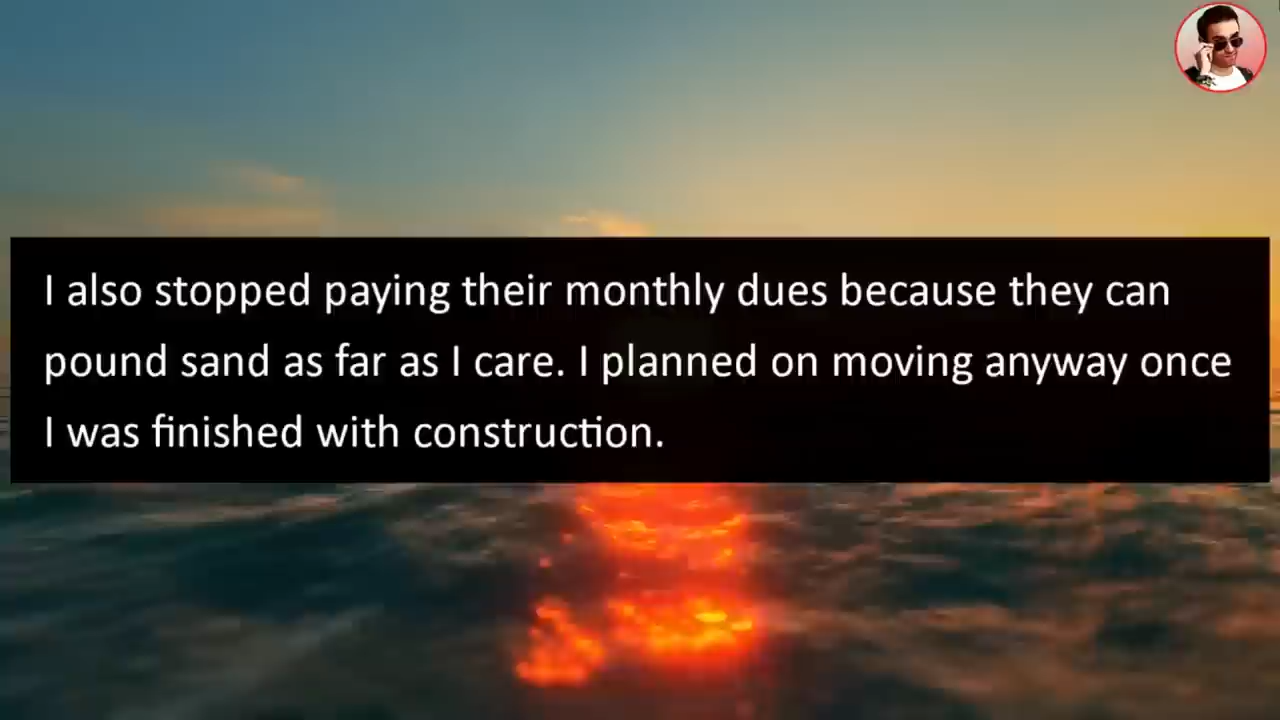 I also stopped paying their monthly dues because they can
pound sand as far as I care. I planned on moving anyway once
I was finished with construction.